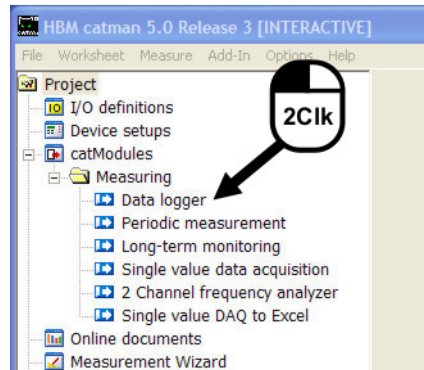 HBM catman 5.0 Release 3 [INTERACTIVE]
File Worksheet Measure Add-In Options Help
Project
I/O definitions
Device setups
catModules
Measuring
Data logger
Periodic measurement
Long-term monitoring
Single value data acquisition
2 Channel frequency analyzer
Single value DAQ to Excel
Online documents
Measurement Wizard
2Clk